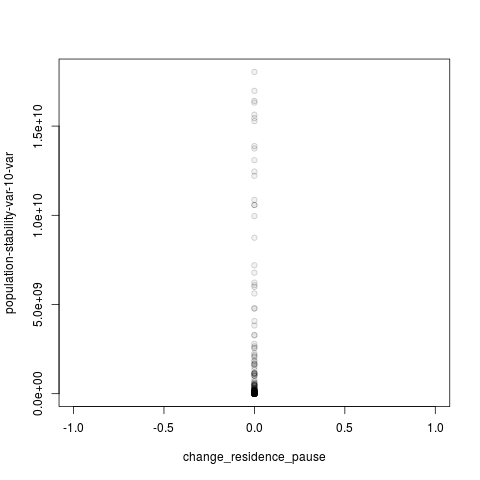 population-stability-var-10-var
1.5e+10
1.0e+10
5.0e+09
0.0e+00
-1.0
-0.5
0.0
0.5
1.0
change_residence_pause